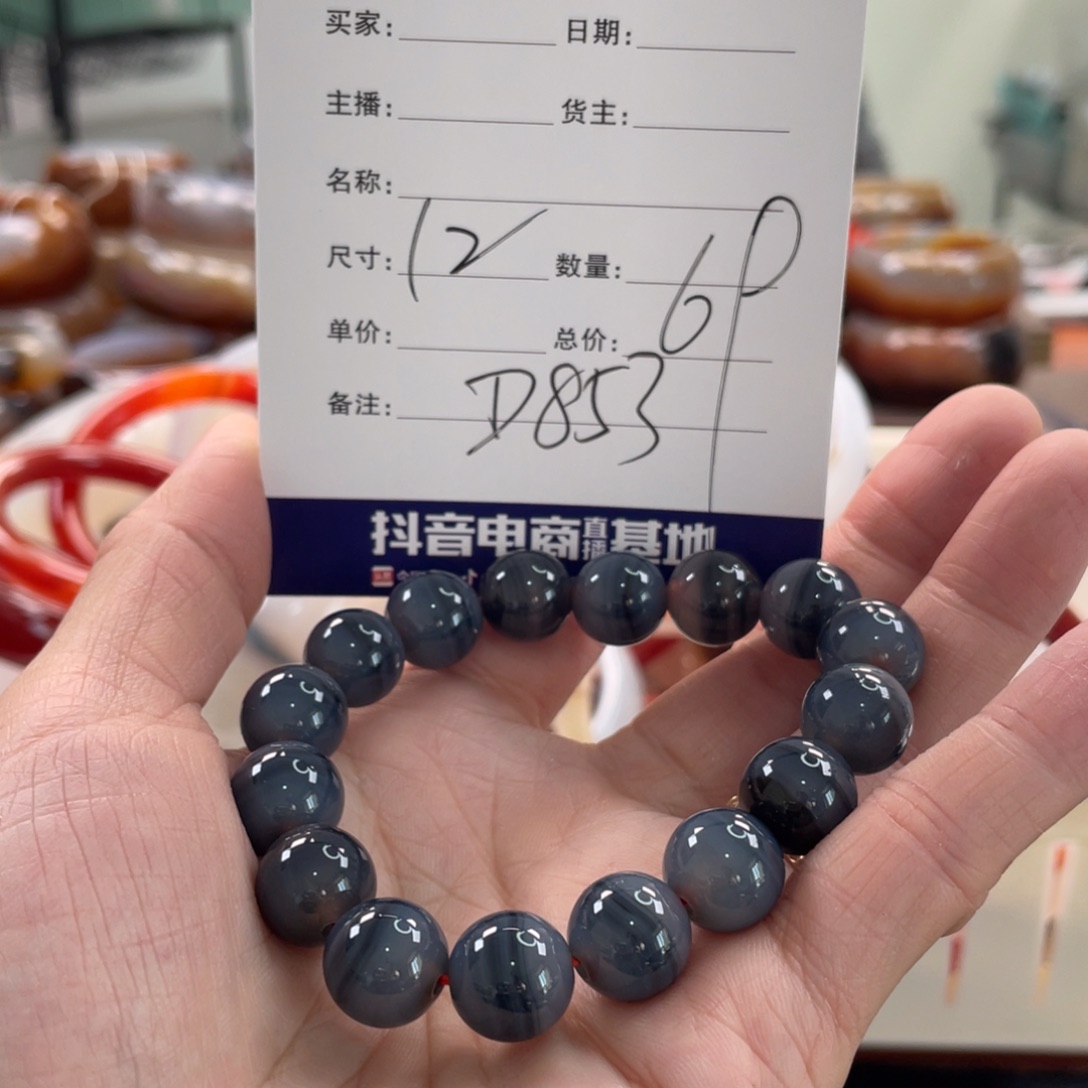 买家: 日期:
主播: 货主:
名称:
尺寸: 12 数量:
单价: 总价: 69
备注: D853
抖音电商直播基地